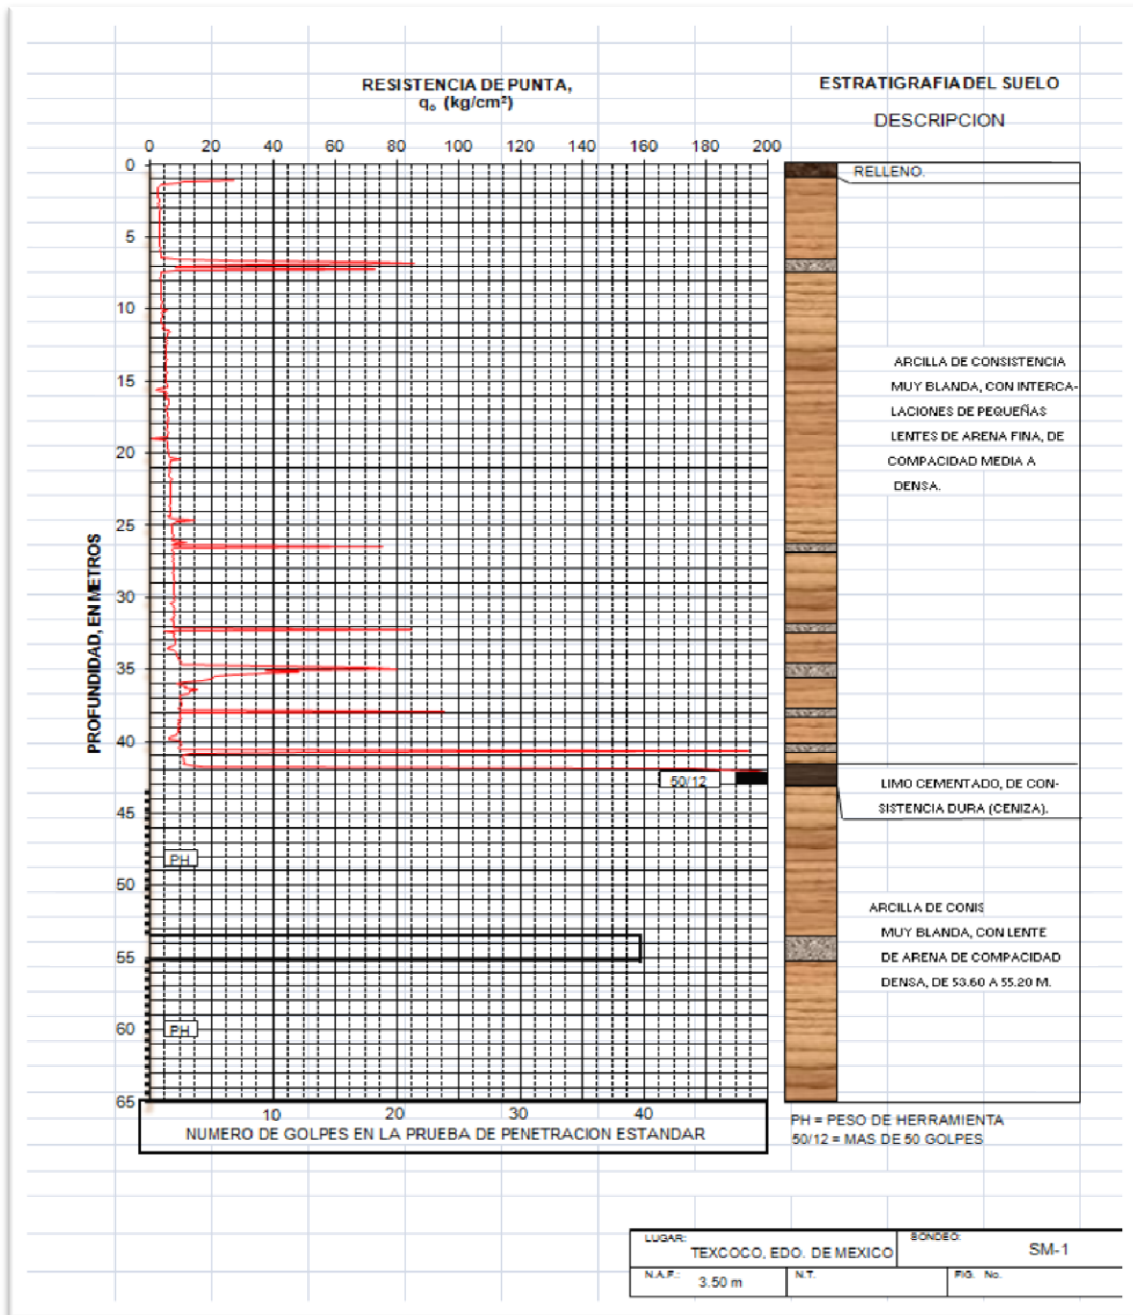 RESISTENCIA DE PUNTA,
qₒ (kg/cm²)
ESTRATIGRAFIA DEL SUELO
DESCRIPCION
0 20 40 60 80 100 120 140 160 180 200
0
5
10
15
20
25
30
35
40
45
50
55
60
65
PROFUNDIDAD, EN METROS
RELLENO.
ARCILLA DE CONSISTENCIA
MUY BLANDA, CON INTERCA-
LACIONES DE PEQUEÑAS
LENTES DE ARENA FINA, DE
COMPACIDAD MEDIA A
DENSA.
50/12
LIMO CEMENTADO, DE CON-
SISTENCIA DURA (CENIZA).
PH
ARCILLA DE CONIS
MUY BLANDA, CON LENTE
DE ARENA DE COMPACIDAD
DENSA, DE 53.60 A 55.20 M.
PH
10 20 30 40
NUMERO DE GOLPES EN LA PRUEBA DE PENETRACION ESTANDAR
PH = PESO DE HERRAMIENTA
50/12 = MAS DE 50 GOLPES
LUGAR: TEXCOCO, EDO. DE MEXICO
SONDEO: SM-1
N.A.F.: 3.50 m
N.T.
FIG. No.